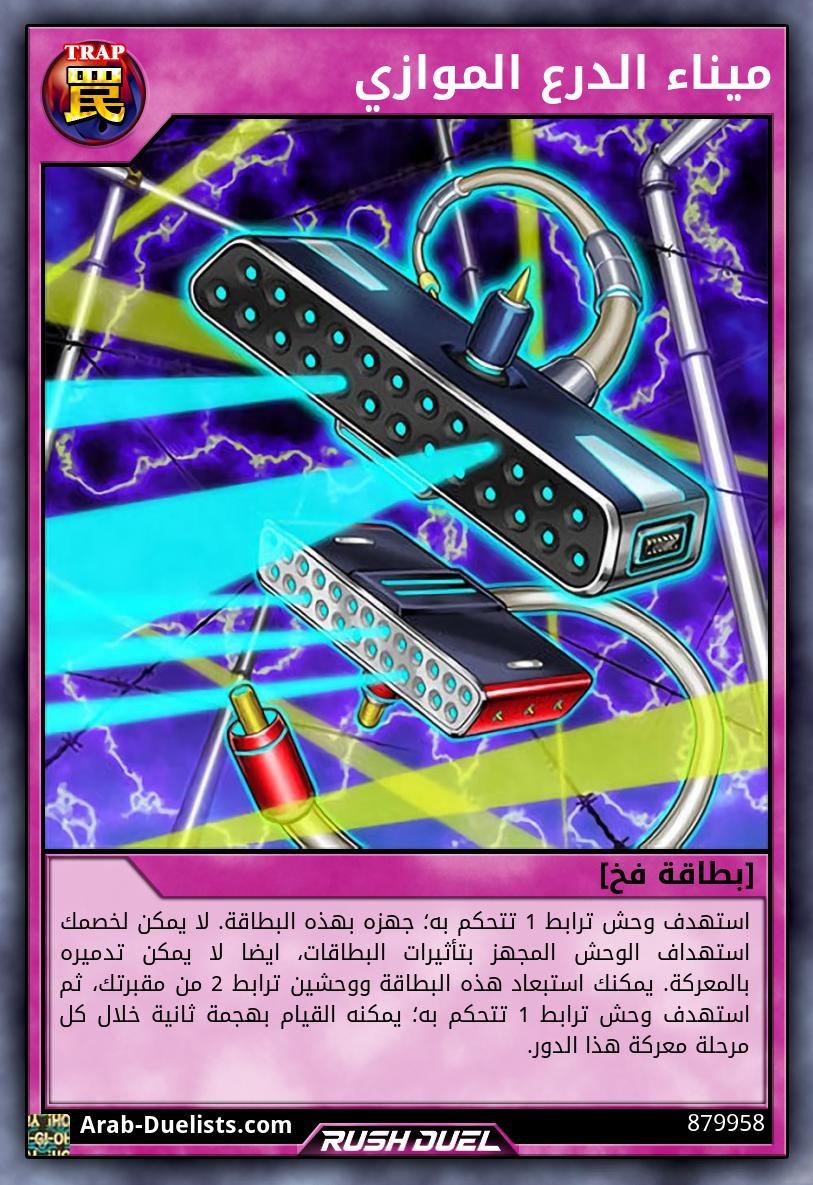 TRAP
罠
ميناء الدرع الموازي
[بطاقة فخ]
استهدف وحش ترابط 1 تتحكم به؛ جهزه بهذه البطاقة. لا يمكن لخصمك
استهداف الوحش المجهز بتأثيرات البطاقات، ايضا لا يمكن تدميره
بالمعركة. يمكنك استبعاد هذه البطاقة ووحشين ترابط 2 من مقبرتك، ثم
استهدف وحش ترابط 1 تتحكم به؛ يمكنه القيام بهجمة ثانية خلال كل
مرحلة معركة هذا الدور.
Arab-Duelists.com
RUSH DUEL
879958